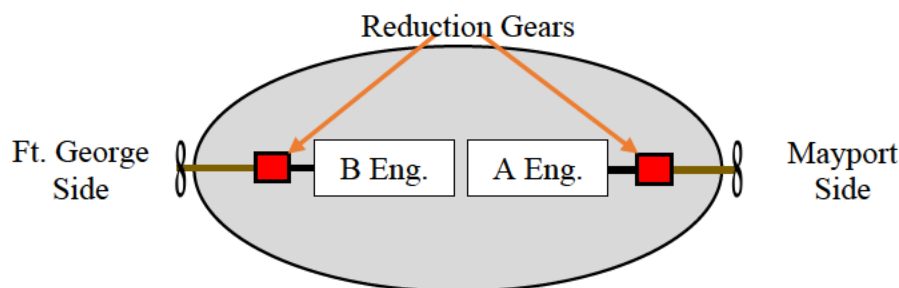 Reduction Gears
Ft. George
Side
B Eng.
A Eng.
Mayport
Side